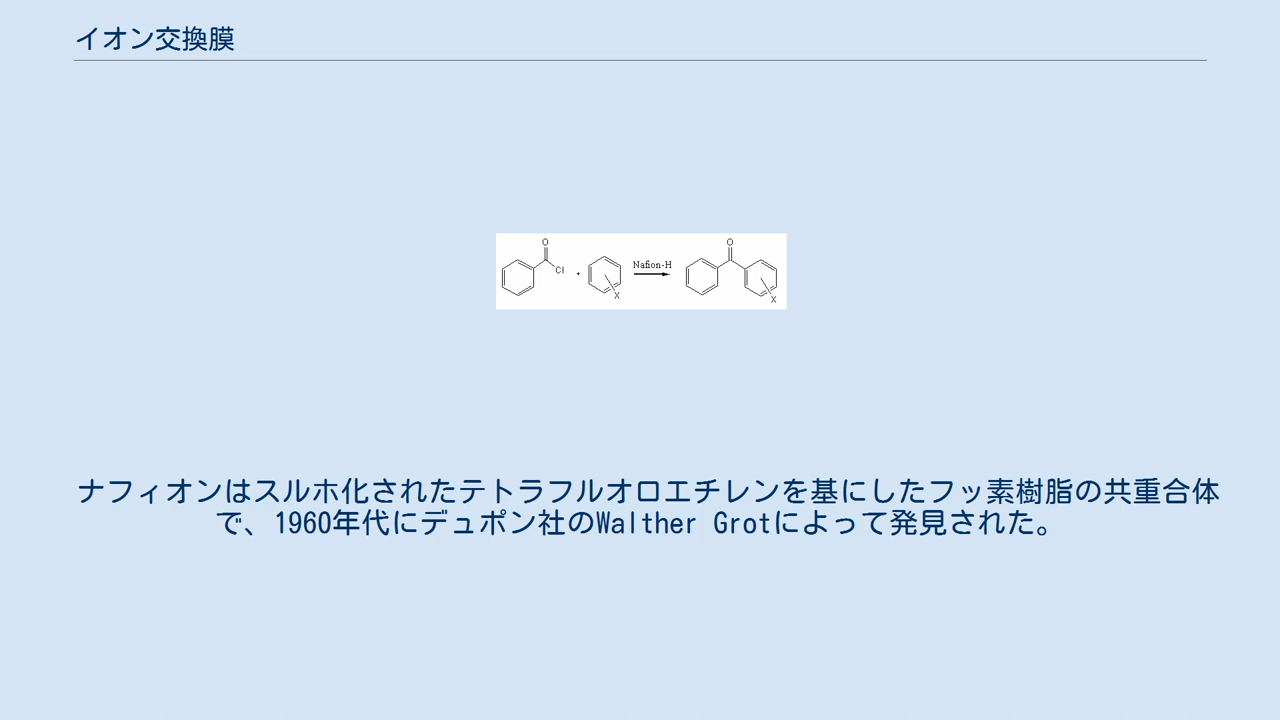 イオン交換膜
O
Cl
+
X
Nafion-H
O
X
ナフィオンはスルホ化されたテトラフルオロエチレンを基にしたフッ素樹脂の共重合体
で、1960年代にデュポン社のWalther Grotによって発見された。